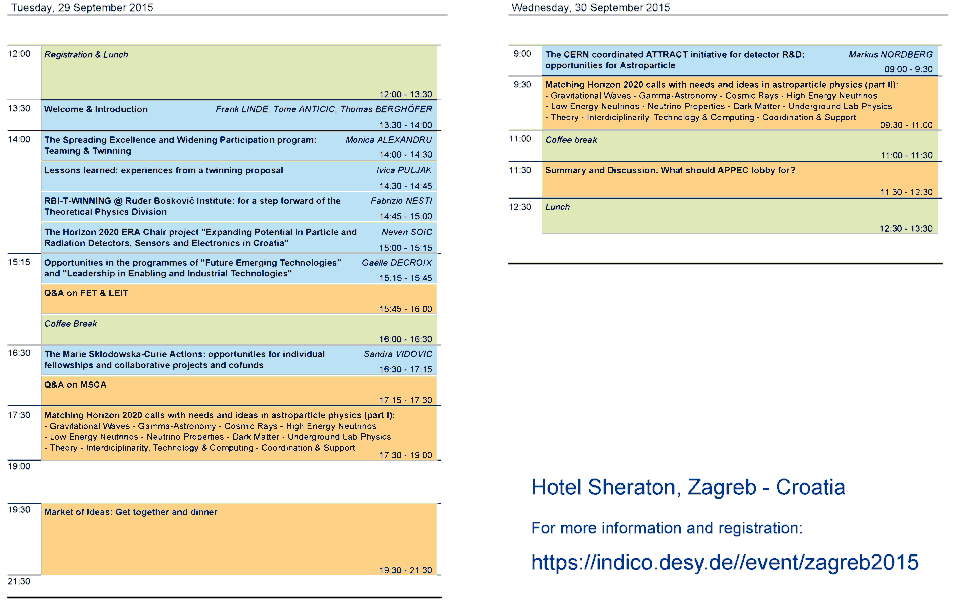 Tuesday, 29 September 2015
12:00 Registration & Lunch
12:00 - 13:30
13:30 Welcome & Introduction Frank LINDE, Tome ANTICIC, Thomas BERGHÖFER
13:30 - 14:00
14:00 The Spreading Excellence and Widening Participation program: Monica ALEXANDRU
Teaming & Twinning 14:00 - 14:30
Lessons learned: experiences from a twinning proposal Ivica PULJAK
14:30 - 14:45
RBI-T-WINNING @ Ruđer Bošković Institute: for a step forward of the Fabrizio NESTI
Theoretical Physics Division 14:45 - 15:00
The Horizon 2020 ERA Chair project "Expanding Potential in Particle and Neven SOIC
Radiation Detectors, Sensors and Electronics in Croatia" 15:00 - 15:15
15:15 Opportunities in the programmes of "Future Emerging Technologies" Gaëlle DECROIX
and "Leadership in Enabling and Industrial Technologies" 15:15 - 15:45
Q&A on FET & LEIT
15:45 - 16:00
Coffee Break
16:00 - 16:30
16:30 The Marie Sklodowska-Curie Actions: opportunities for individual Sandra VIDOVIC
fellowships and collaborative projects and cofunds 16:30 - 17:15
Q&A on MSCA
17:15 - 17:30
17:30 Matching Horizon 2020 calls with needs and ideas in astroparticle physics (part I):
- Gravitational Waves - Gamma-Astronomy - Cosmic Rays - High Energy Neutrinos
- Low Energy Neutrinos - Neutrino Properties - Dark Matter - Underground Lab Physics
- Theory - Interdiciplinarity, Technology & Computing - Coordination & Support 17:30 - 19:00
19:00
19:30 Market of Ideas: Get together and dinner
19:30 - 21:30
21:30
Wednesday, 30 September 2015
9:00 The CERN coordinated ATTRACT initiative for detector R&D: Markus NORDBERG
opportunities for Astroparticle 09:00 - 9:30
9:30 Matching Horizon 2020 calls with needs and ideas in astroparticle physics (part II):
- Gravitational Waves - Gamma-Astronomy - Cosmic Rays - High Energy Neutrinos
- Low Energy Neutrinos - Neutrino Properties - Dark Matter - Underground Lab Physics
- Theory - Interdiciplinarity, Technology & Computing - Coordination & Support 09:30 - 11:00
11:00 Coffee break
11:00 - 11:30
11:30 Summary and Discussion. What should APPEC lobby for?
11:30 - 12:30
12:30 Lunch
12:30 - 13:30
Hotel Sheraton, Zagreb - Croatia
For more information and registration:
https://indico.desy.de//event/zagreb2015